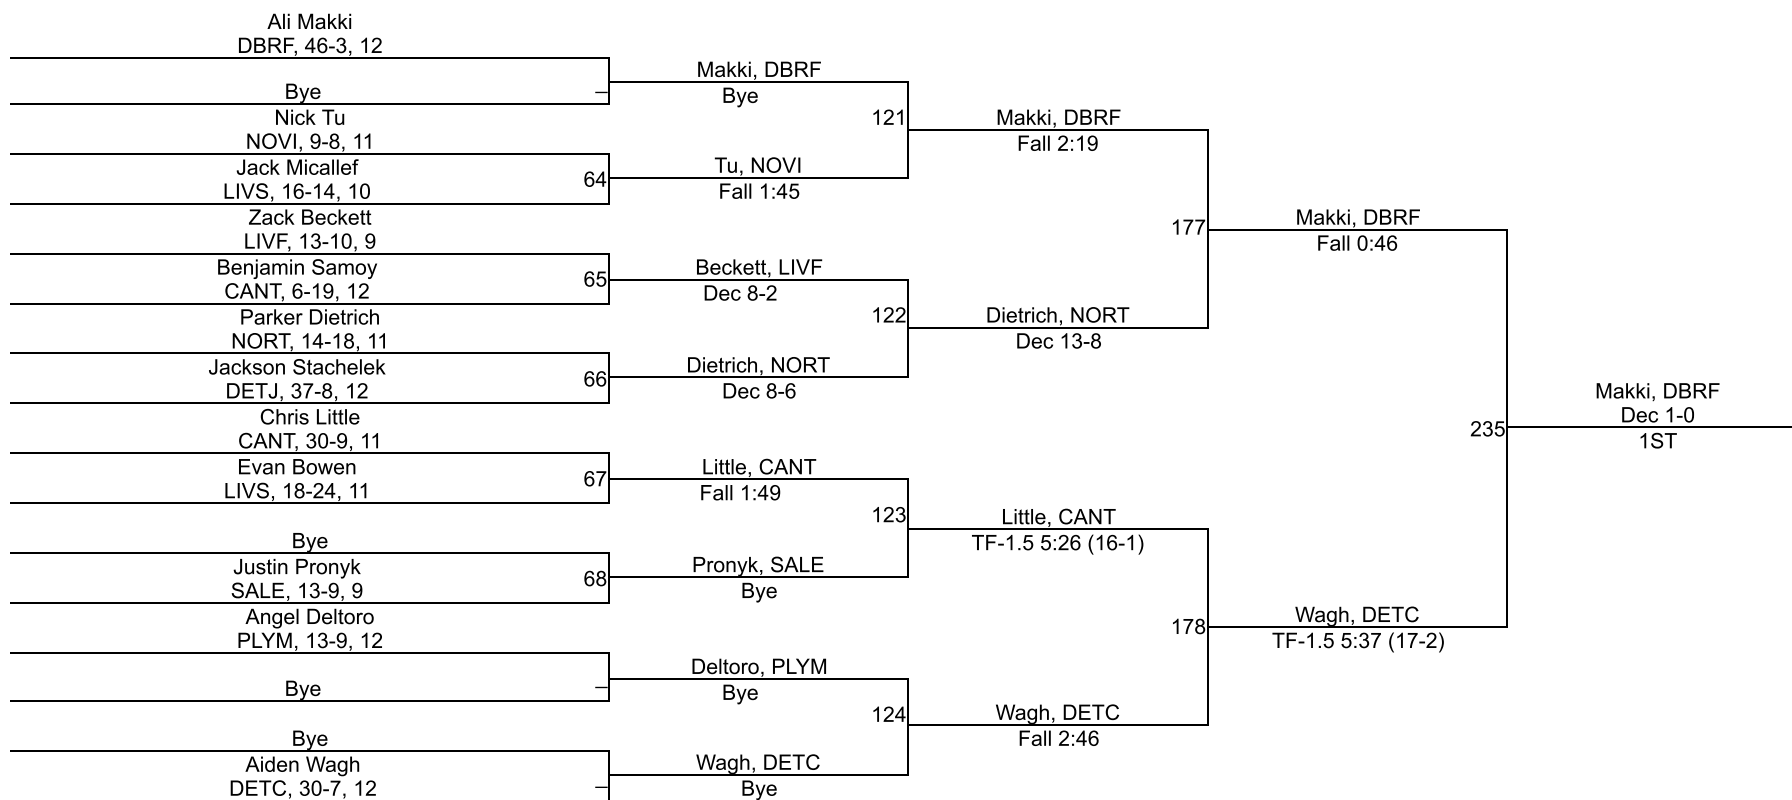 Ali Makki
DBRF, 46-3, 12
Bye
–
Nick Tu
NOVI, 9-8, 11
Jack Micallef
LIVS, 16-14, 10
64
Zack Beckett
LIVF, 13-10, 9
Benjamin Samoy
CANT, 6-19, 12
65
Parker Dietrich
NORT, 14-18, 11
Jackson Stachelek
DETJ, 37-8, 12
66
Chris Little
CANT, 30-9, 11
Evan Bowen
LIVS, 18-24, 11
67
Bye
Justin Pronyk
SALE, 13-9, 9
68
Angel Deltoro
PLYM, 13-9, 12
Bye
–
Bye
Aiden Wagh
DETC, 30-7, 12
–
Makki, DBRF
Bye
121
Tu, NOVI
Fall 1:45
Beckett, LIVF
Dec 8-2
122
Dietrich, NORT
Dec 8-6
Little, CANT
Fall 1:49
123
Pronyk, SALE
Bye
Deltoro, PLYM
Bye
124
Wagh, DETC
Bye
Makki, DBRF
Fall 2:19
177
Dietrich, NORT
Dec 13-8
Little, CANT
TF-1.5 5:26 (16-1)
178
Wagh, DETC
Fall 2:46
Makki, DBRF
Fall 0:46
235
Wagh, DETC
TF-1.5 5:37 (17-2)
Makki, DBRF
Dec 1-0
1ST